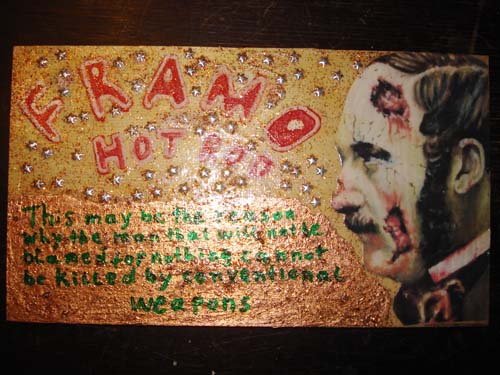 FRAMO
HOT ROD
This may be the reason
why the man that will not be
blamed for nothing cannot
be killed by conventional
weapons